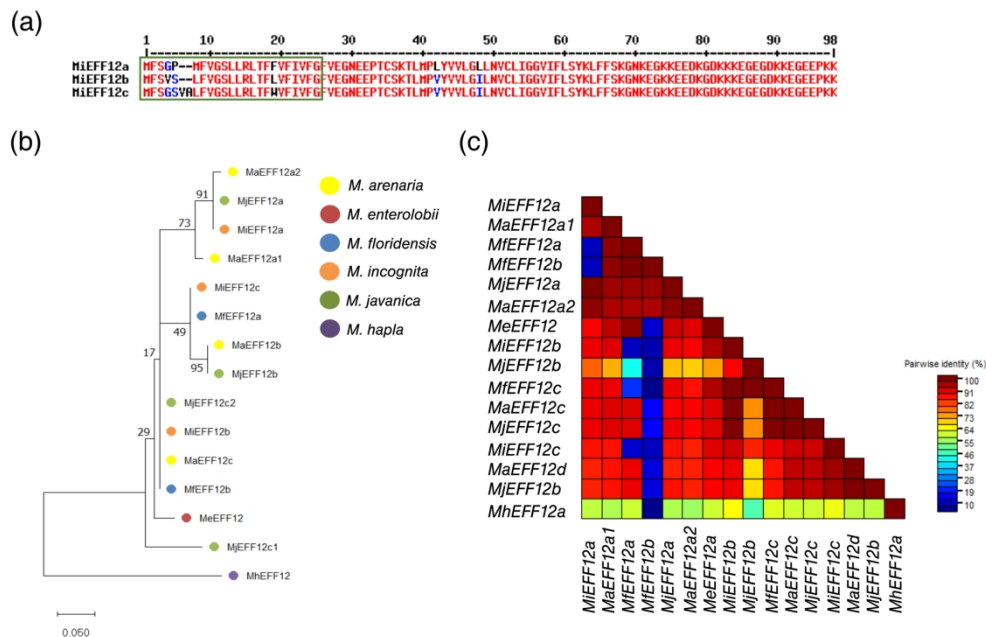 (a)
1 10 20 30 40 50 60 70 80 90 98
MiEFF12a MFSGP--MFVGSLLRLTFRLVFIVFGFVEGNEEPTCSKTLMPLYYVLGLLNVCLIGGVIFLSYKLFFSKGNKEGKKEEDKGDKKKEGEGDKKEGEEPKK
MiEFF12b MFSVS--LFVGSLLRLTFFVFIVFGFVEGNEEPTCSKTLMPVYYVLGILNVCLIGGVIFLSYKLFFSKGNKEGKKEEDKGDKKKEGEGDKKEGEEPKK
MiEFF12c MFSGSVALFVGSLLRLTFWVFIVFGFVEGNEEPTCSKTLMPVYYVLGILNVCLIGGVIFLSYKLFFSKGNKEGKKEEDKGDKKKEGEGDKKEGEEPKK
(b)
MaEFF12a2
91
MjEFF12a
MiEFF12a
73
MaEFF12a1
MiEFF12c
MfEFF12a
49
MaEFF12b
95
MjEFF12b
17
MjEFF12c2
MiEFF12b
29
MaEFF12c
MfEFF12b
MeEFF12
MjEFF12c1
MhEFF12
0.050
M. arenaria
M. enterolobii
M. floridensis
M. incognita
M. javanica
M. hapla
(c)
MiEFF12a
MaEFF12a1
MfEFF12a
MfEFF12b
MjEFF12a
MaEFF12a2
MeEFF12
MiEFF12b
MjEFF12b
MfEFF12c
MaEFF12c
MjEFF12c
MiEFF12c
MaEFF12d
MjEFF12b
MhEFF12a
MiEFF12a
MaEFF12a1
MfEFF12a
MfEFF12b
MjEFF12a
MaEFF12a2
MeEFF12a
MiEFF12b
MjEFF12b
MfEFF12c
MaEFF12c
MjEFF12c
MiEFF12c
MaEFF12d
MjEFF12b
MhEFF12a
Pairwise identity (%)
100
91
82
73
64
55
46
37
28
19
10